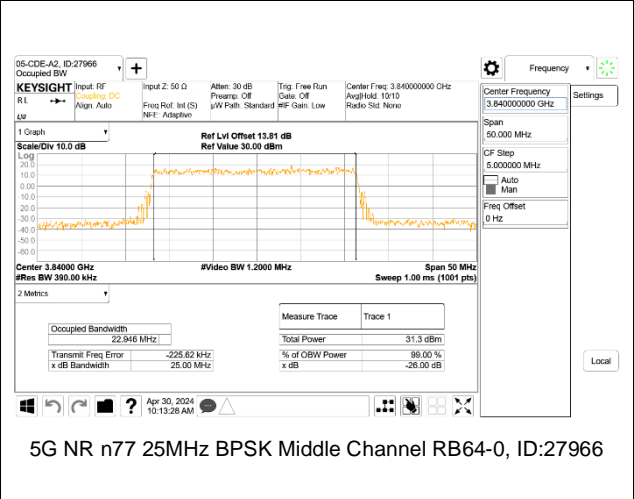 05-CDE-A2, ID:27966
Occupied BW
Frequency
KEYSIGHT
RL
Input: RF
Coupling: DC
Align: Auto
Input Z: 50 Ω
Freq Ref: Int (S)
NFE: Adaptive
Atten: 30 dB
Preamp: Off
µW Path: Standard
Trig: Free Run
Gate: Off
#IF Gain: Low
Center Freq: 3.840000000 GHz
Avg|Hold: 10/10
Radio Std: None
Center Frequency
3.840000000 GHz
Settings
Span
50.000 MHz
CF Step
5.000000 MHz
Auto
Man
Freq Offset
0 Hz
Local
1 Graph
Scale/Div 10.0 dB
Ref Lvl Offset 13.81 dB
Ref Value 30.00 dBm
Log
20.0
10.0
0.00
-10.0
-20.0
-30.0
-40.0
-50.0
-60.0
Center 3.84000 GHz
#Res BW 390.00 kHz
#Video BW 1.2000 MHz
Span 50 MHz
Sweep 1.00 ms (1001 pts)
2 Metrics
Occupied Bandwidth
22.946 MHz
Transmit Freq Error -225.62 kHz
x dB Bandwidth 25.00 MHz
Measure Trace Trace 1
Total Power 31.3 dBm
% of OBW Power 99.00 %
x dB -26.00 dB
?
Apr 30, 2024
10:13:28 AM
5G NR n77 25MHz BPSK Middle Channel RB64-0, ID:27966